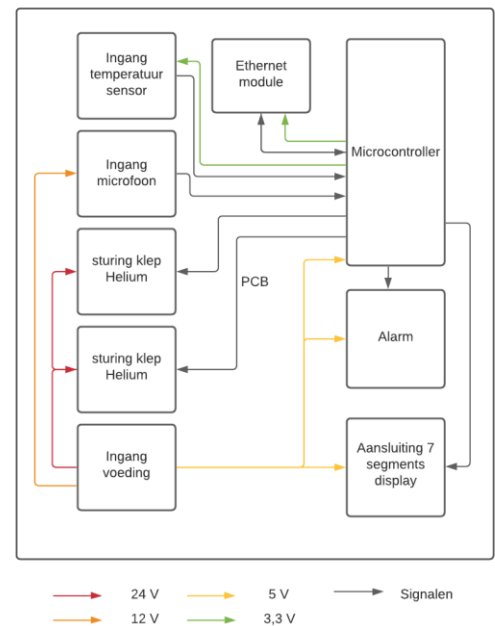 Ingang
temperatuur
sensor
Ethernet
module
Microcontroller
Ingang
microfoon
sturing klep
Helium
PCB
sturing klep
Helium
Alarm
Ingang
voeding
Aansluiting 7
segments
display
24 V
5 V
Signalen
12 V
3,3 V